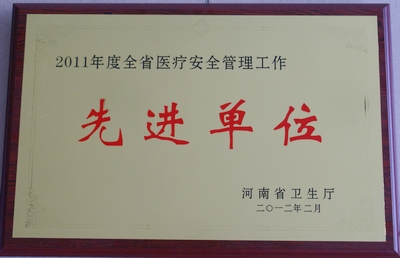 2011年度全省医疗安全管理工作
先进单位
河南省卫生厅
二〇一二年二月